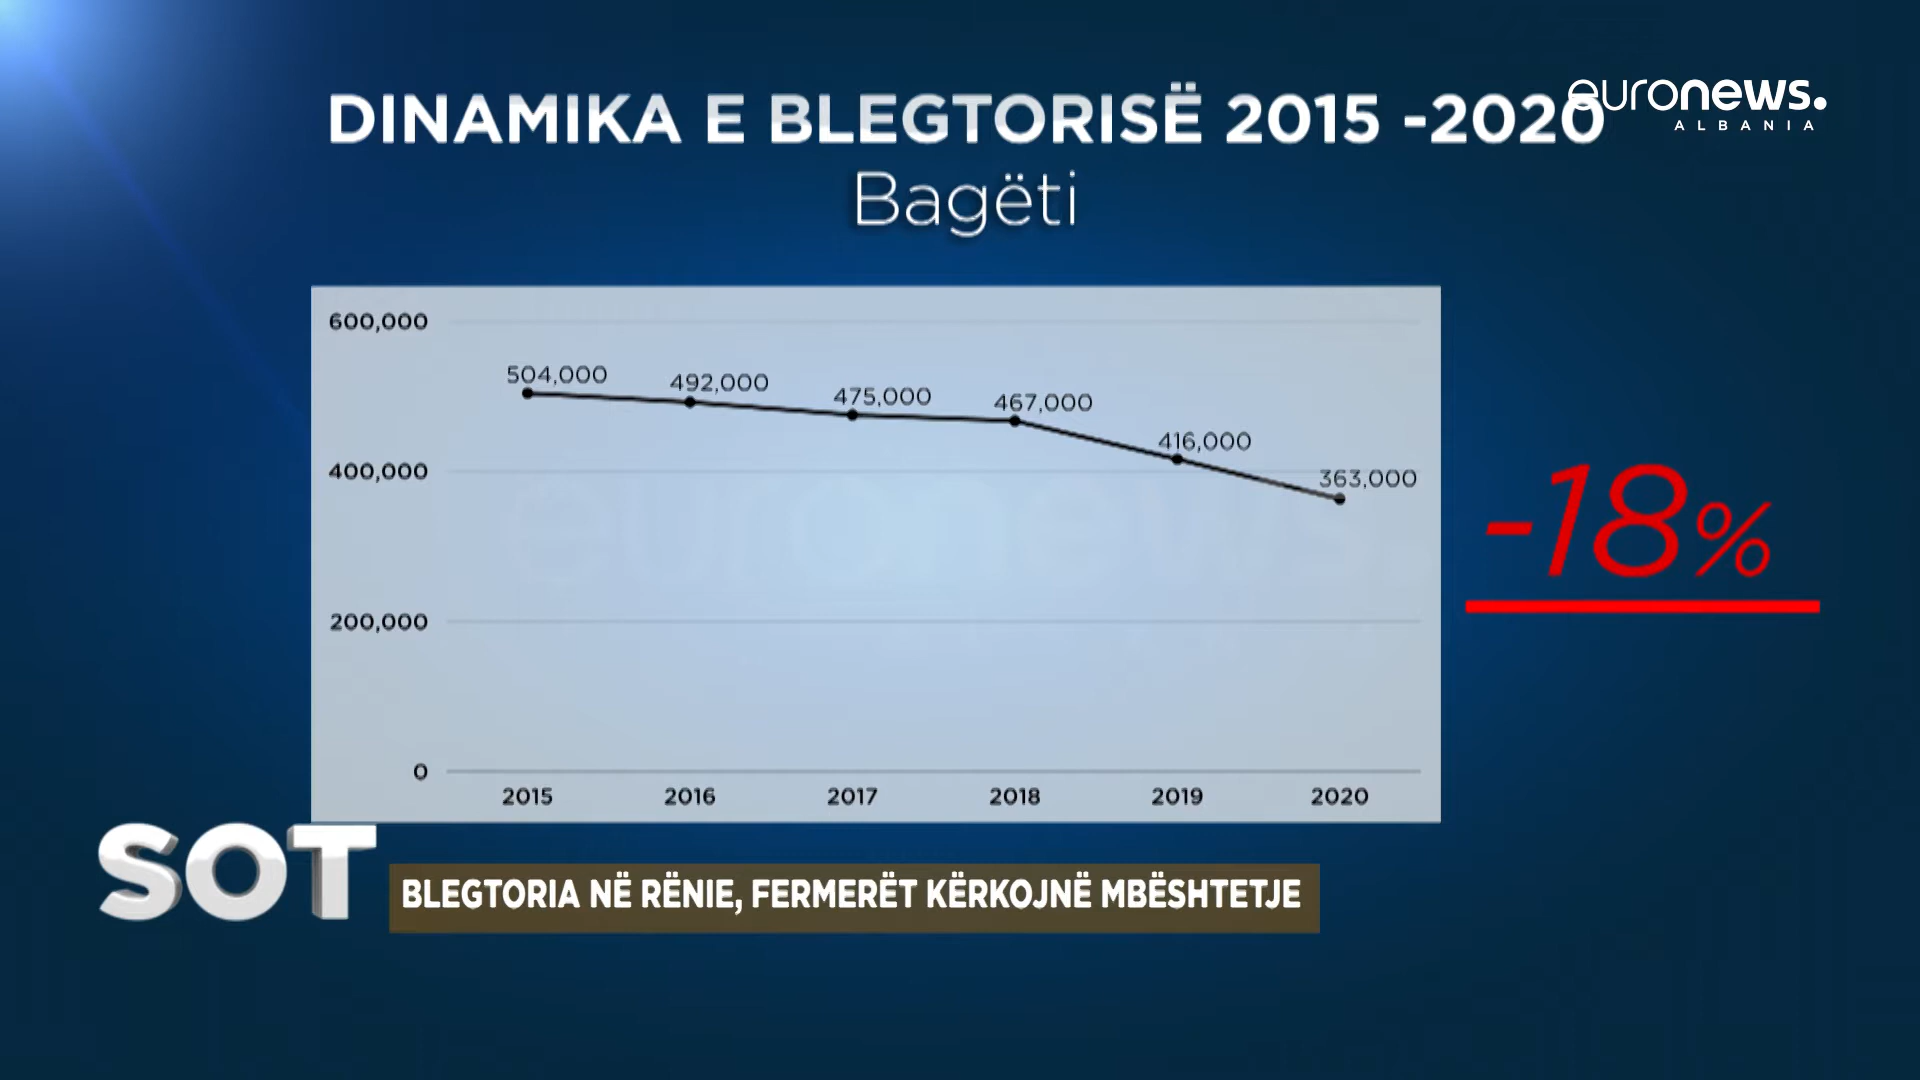 euronews.
ALBANIA
DINAMIKA E BLEGTORISË 2015 -2020
Bagëti
600,000
400,000
200,000
0
504,000
492,000
475,000
467,000
416,000
363,000
2015
2016
2017
2018
2019
2020
euronews.
-18%
SOT
BLEGTORIA NË RËNIE, FERMERËT KËRKOJNË MBËSHTETJE